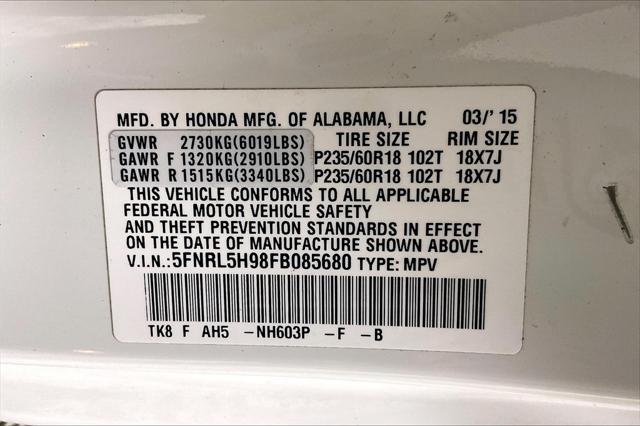 MFD. BY HONDA MFG. OF ALABAMA, LLC 03/'15
GVWR 2730KG(6019LBS) TIRE SIZE RIM SIZE
GAWR F 1320KG(2910LBS) P235/60R18 102T 18X7J
GAWR R 1515KG(3340LBS) P235/60R18 102T 18X7J
THIS VEHICLE CONFORMS TO ALL APPLICABLE
FEDERAL MOTOR VEHICLE SAFETY
AND THEFT PREVENTION STANDARDS IN EFFECT
ON THE DATE OF MANUFACTURE SHOWN ABOVE.
V.I.N.:5FNRL5H98FB085680 TYPE: MPV
TK8 F AH5 -NH603P -F -B